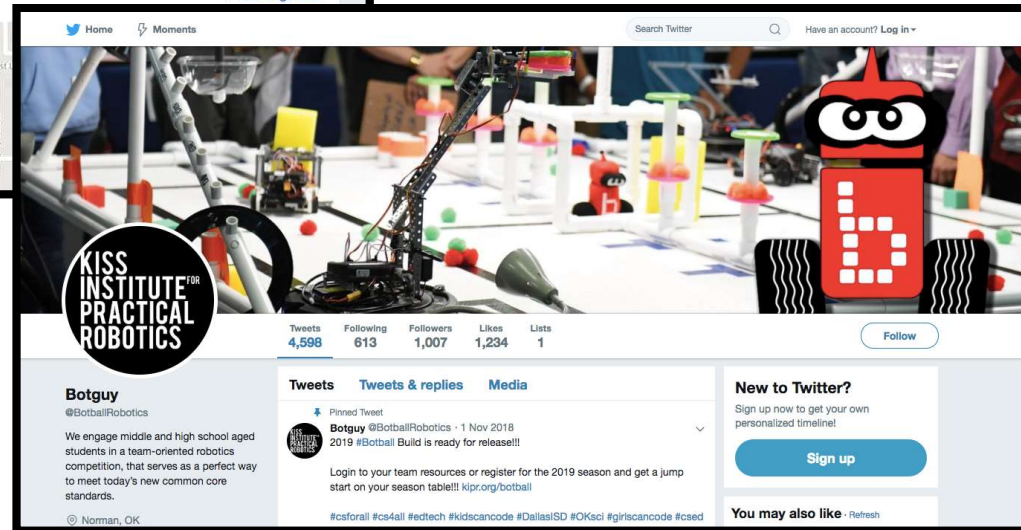 Home Moments Search Twitter Have an account? Log in
KISS
INSTITUTE FOR
PRACTICAL
ROBOTICS
b
Tweets Following Followers Likes Lists
4,598 613 1,007 1,234 1
Follow
Botguy
@BotballRobotics
We engage middle and high school aged
students in a team-oriented robotics
competition, that serves as a perfect way
to meet today's new common core
standards.
Norman, OK
Tweets Tweets & replies Media
Pinned Tweet
KISS
INSTITUTE FOR
PRACTICAL
ROBOTICS
Botguy @BotballRobotics · 1 Nov 2018
2019 #Botball Build is ready for release!!!
Login to your team resources or register for the 2019 season and get a jump
start on your season table!!! kipr.org/botball
#csforall #cs4all #edtech #kidscancode #DallasISD #OKsci #girlscancode #csed
New to Twitter?
Sign up now to get your own
personalized timeline!
Sign up
You may also like · Refresh